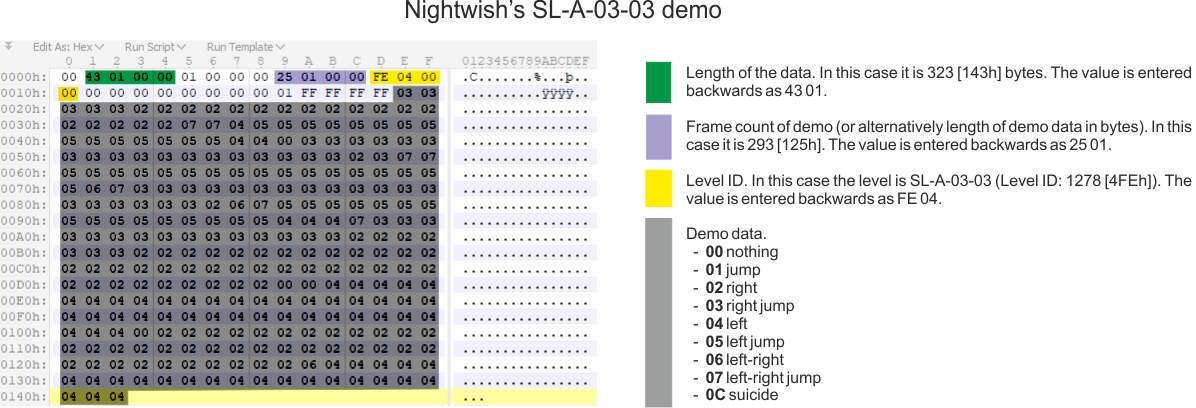 Nightwish's SL-A-03-03 demo
Edit As: Hex Run Script Run Template
0 1 2 3 4 5 6 7 8 9 A B C D E F 0123456789ABCDEF
0000h: 00 43 01 00 00 01 00 00 00 25 01 00 00 FE 04 00 .C.......%...þ..
0010h: 00 00 00 00 00 00 00 00 00 01 FF FF FF FF 03 03 ..........ÿÿÿÿ..
0020h: 03 03 03 02 02 02 02 02 02 02 02 02 02 02 02 02 ................
0030h: 02 02 02 02 02 07 07 04 05 05 05 05 05 05 05 05 ................
0040h: 05 05 05 05 05 05 05 04 04 00 03 03 03 03 03 03 ................
0050h: 03 03 03 03 03 03 03 03 03 03 03 03 02 03 07 07 ................
0060h: 05 05 05 05 05 05 05 05 05 05 05 05 05 05 05 05 ................
0070h: 05 06 07 03 03 03 03 03 03 03 03 03 03 03 03 03 ................
0080h: 03 03 03 03 03 03 02 06 07 05 05 05 05 05 05 05 ................
0090h: 05 05 05 05 05 05 05 05 05 04 04 04 07 03 03 03 ................
00A0h: 03 03 03 03 03 03 03 03 03 03 03 03 02 02 02 02 ................
00B0h: 03 03 03 02 02 02 02 02 02 02 02 02 02 02 02 02 ................
00C0h: 02 02 02 02 02 02 02 02 02 02 02 02 02 02 02 02 ................
00D0h: 02 02 02 02 02 02 02 02 02 00 00 04 04 04 04 04 ................
00E0h: 04 04 04 04 04 04 04 04 04 04 04 04 04 04 04 04 ................
00F0h: 04 04 04 04 04 04 04 04 04 04 04 04 04 04 04 04 ................
0100h: 04 04 04 00 02 02 02 02 02 02 02 02 02 02 02 02 ................
0110h: 02 02 02 02 02 02 02 02 02 02 02 02 02 02 02 02 ................
0120h: 02 02 02 02 02 02 02 02 02 02 06 04 04 04 04 04 ................
0130h: 04 04 04 04 04 04 04 04 04 04 04 04 04 04 04 04 ................
0140h: 04 04 04 ...
Length of the data. In this case it is 323 [143h] bytes. The value is entered
backwards as 43 01.
Frame count of demo (or alternatively length of demo data in bytes). In this
case it is 293 [125h]. The value is entered backwards as 25 01.
Level ID. In this case the level is SL-A-03-03 (Level ID: 1278 [4FEh]). The
value is entered backwards as FE 04.
Demo data.
- 00 nothing
- 01 jump
- 02 right
- 03 right jump
- 04 left
- 05 left jump
- 06 left-right
- 07 left-right jump
- 0C suicide